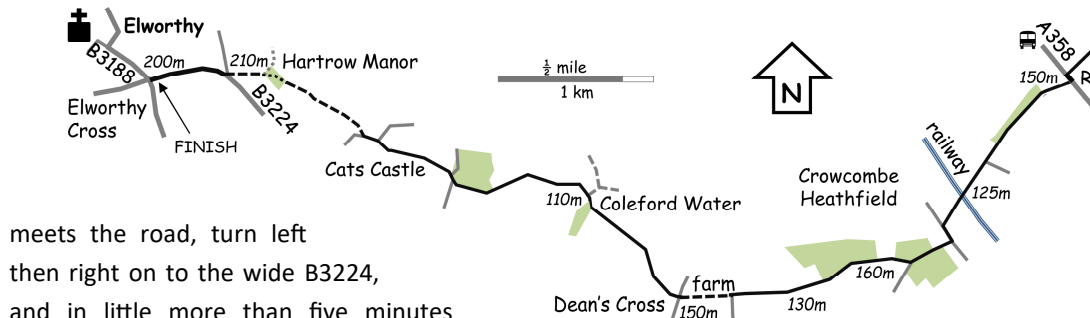 Elworthy
B3188
200m
210m
Hartrow Manor
B3224
Elworthy
Cross
FINISH
½ mile
1 km
N
A358
150m
R
railway
Cats Castle
Crowcombe
Heathfield
125m
110m
Coleford Water
160m
130m
farm
Dean's Cross
150m
meets the road, turn left
then right on to the wide B3224,
and in little more than five minutes